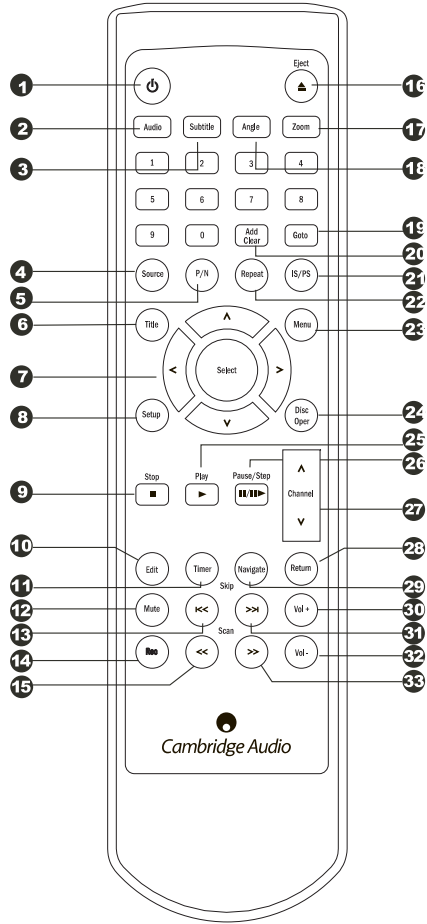 Eject
1 16
2 Audio Subtitle Angle Zoom 17
3 1 2 3 4 18
5 6 7 8
9 0 Add Clear Goto 19
20
4 Source P/N Repeat IS/PS 21
5 22
6 Title Menu 23
7 Select
8 Setup Disc Oper 24
25
Stop Play Pause/Step 26
9 Channel 27
10 Edit Timer Navigate Return 28
11 Skip 29
12 Mute Vol + 30
13 Scan 31
14 Rec Vol - 32
15 33
Cambridge Audio